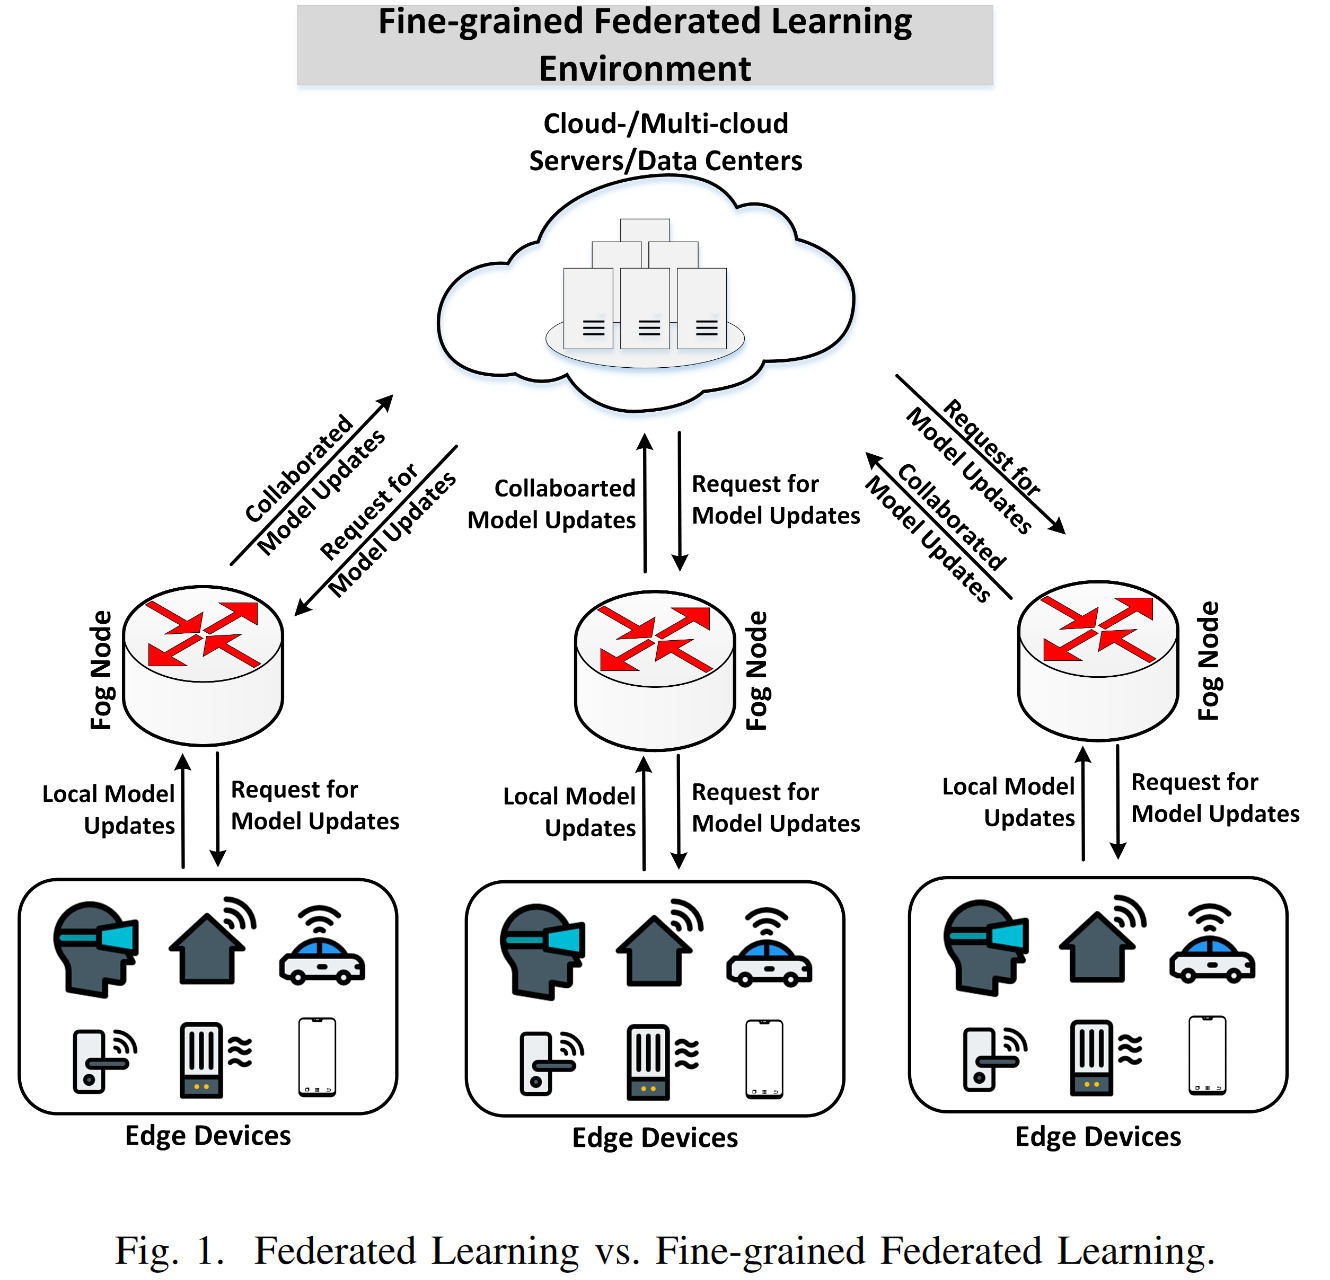 Fine-grained Federated Learning
Environment
Cloud-/Multi-cloud
Servers/Data Centers
Collaborated
Model Updates
Request for
Model Updates
Collaboarted
Model Updates
Request for
Model Updates
Request for
Model Updates
Collaborated
Model Updates
Fog Node
Fog Node
Fog Node
Local Model
Updates
Request for
Model Updates
Local Model
Updates
Request for
Model Updates
Local Model
Updates
Request for
Model Updates
Edge Devices
Edge Devices
Edge Devices
Fig. 1. Federated Learning vs. Fine-grained Federated Learning.